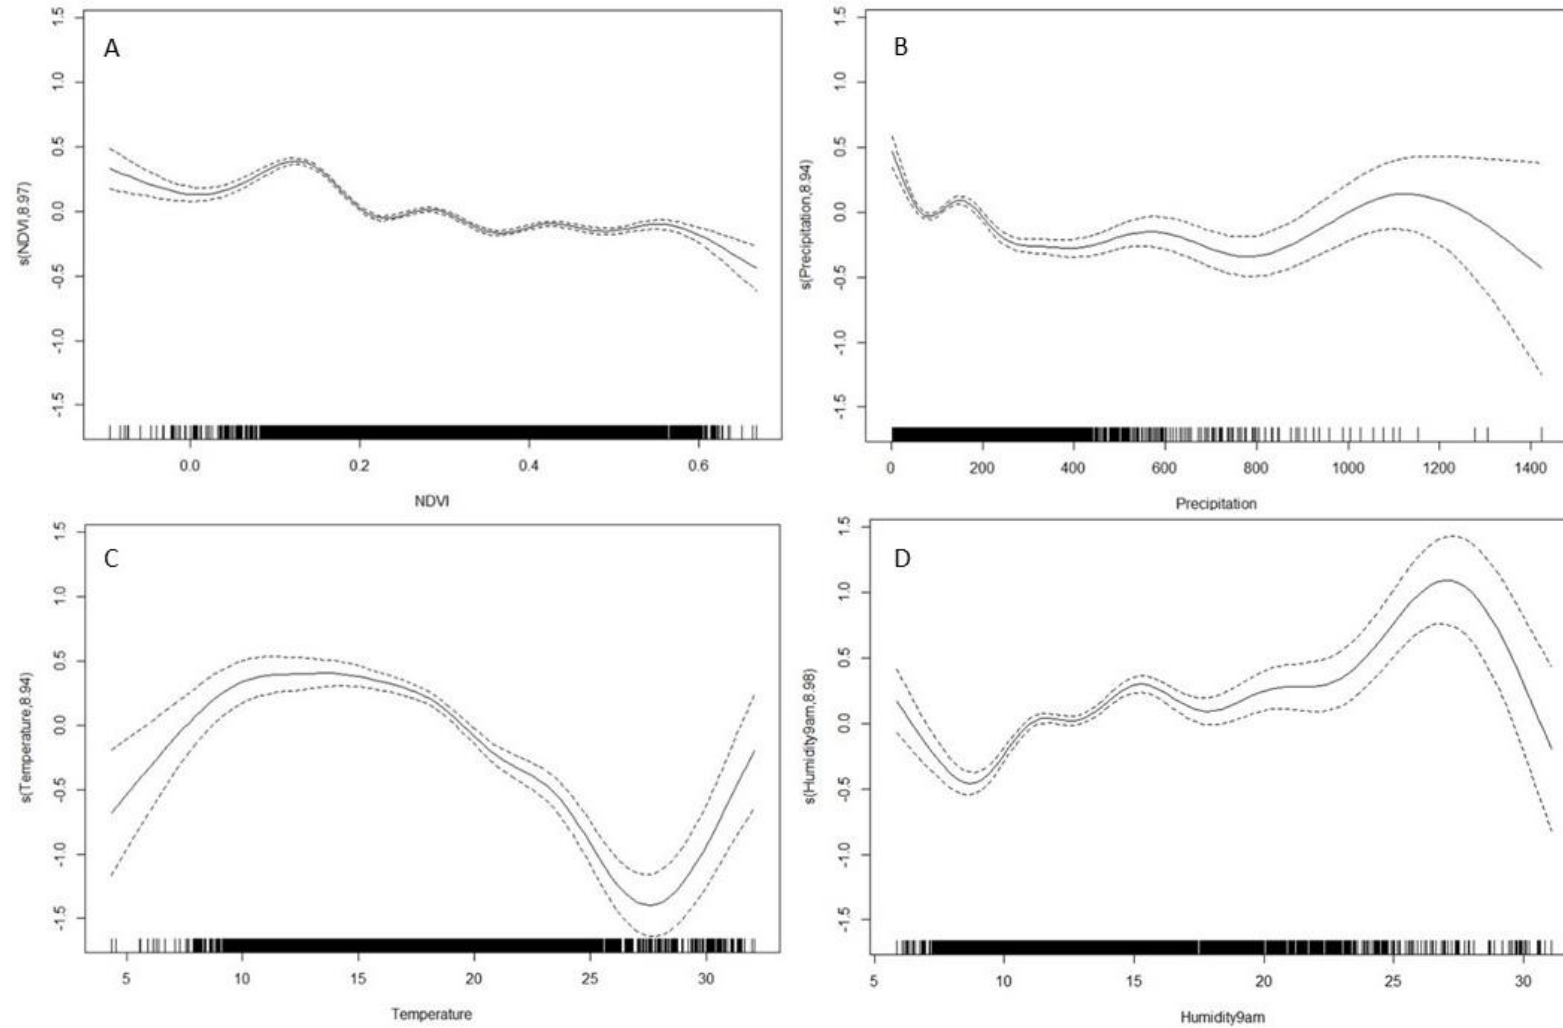 A
1.5
1.0
0.5
0.0
-0.5
-1.0
-1.5
s(NDVI,8.97)
0.0 0.2 0.4 0.6
NDVI
B
1.5
1.0
0.5
0.0
-0.5
-1.0
-1.5
s(Precipitation,8.94)
0 200 400 600 800 1000 1200 1400
Precipitation
C
1.5
1.0
0.5
0.0
-0.5
-1.0
-1.5
s(Temperature,8.94)
5 10 15 20 25 30
Temperature
D
1.5
1.0
0.5
0.0
-0.5
-1.0
-1.5
s(Humidity9am,8.98)
5 10 15 20 25 30
Humidity9am